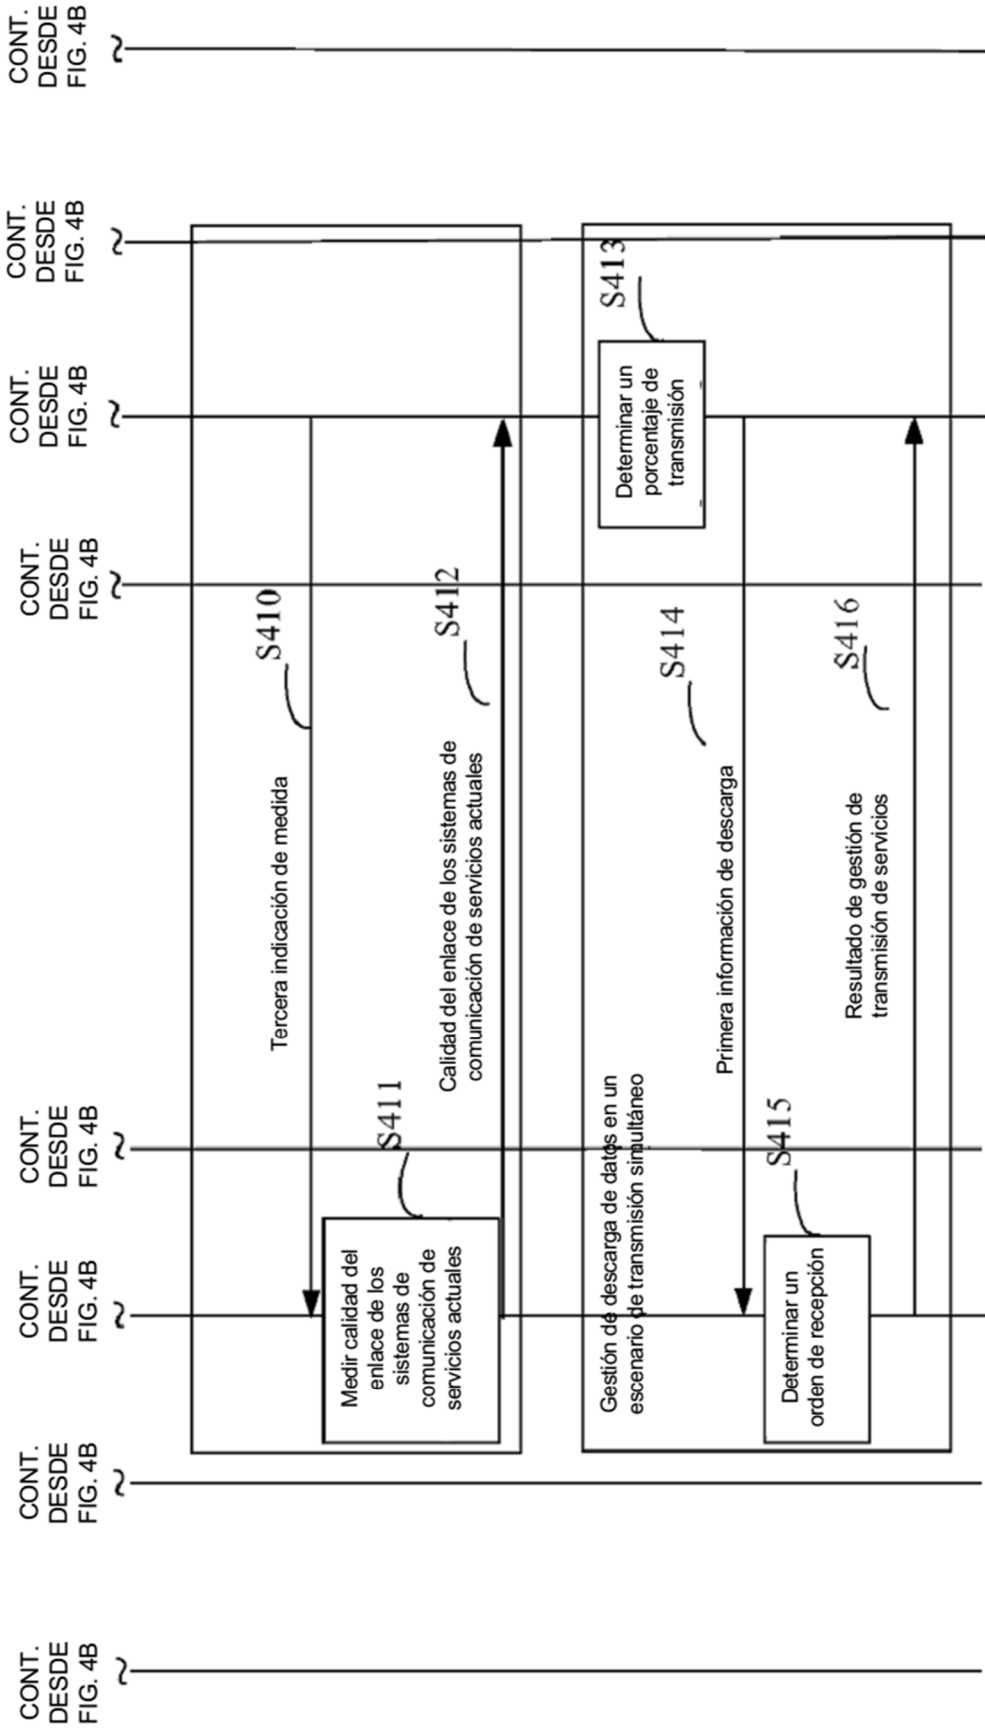 CONT.
DESDE
FIG. 4B
CONT.
DESDE
FIG. 4B
CONT.
DESDE
FIG. 4B
CONT.
DESDE
FIG. 4B
CONT.
DESDE
FIG. 4B
CONT.
DESDE
FIG. 4B
CONT.
DESDE
FIG. 4B
CONT.
DESDE
FIG. 4B
Tercera indicación de medida
S410
Medir calidad del
enlace de los
sistemas de
comunicación de
servicios actuales
S411
Calidad del enlace de los sistemas de
comunicación de servicios actuales
S412
Gestión de descarga de datos en un
escenario de transmisión simultáneo
Determinar un
porcentaje de
transmisión
S413
Primera información de descarga
S414
Determinar un
orden de recepción
S415
Resultado de gestión de
transmisión de servicios
S416